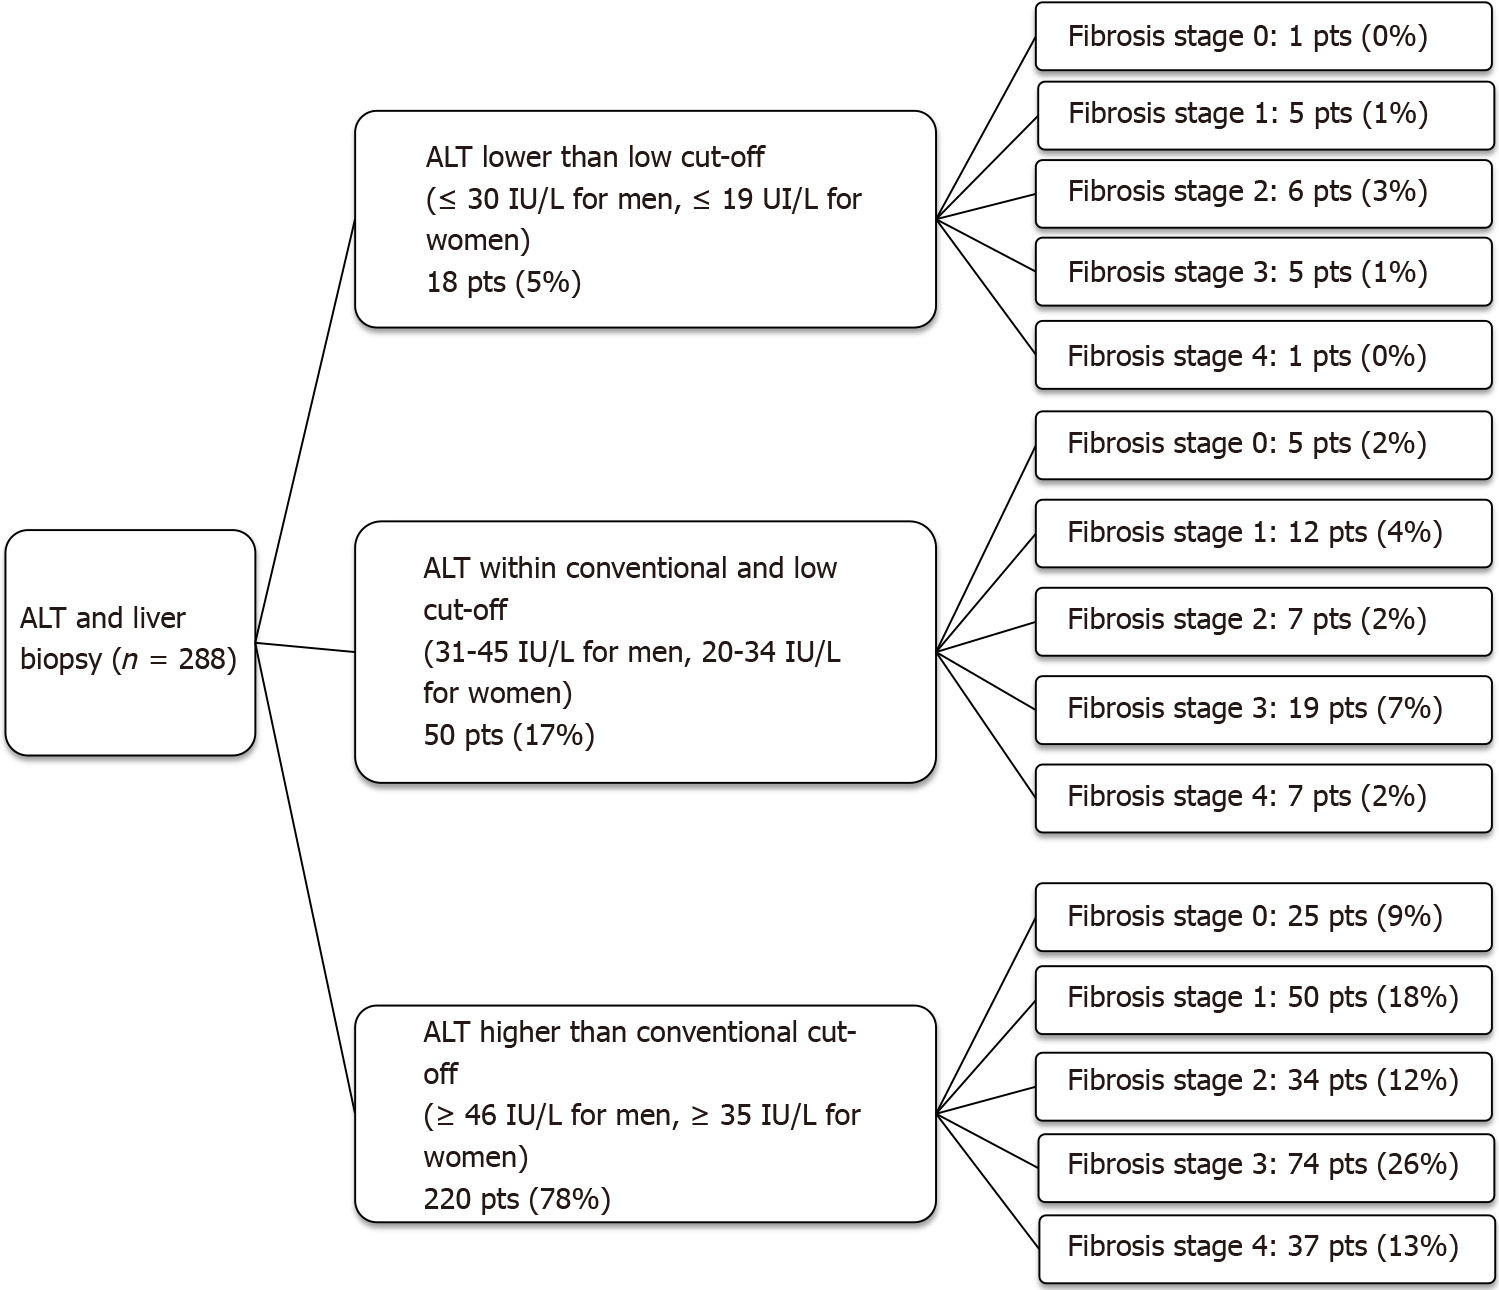 ALT and liver
biopsy (n = 288)
ALT lower than low cut-off
(≤ 30 IU/L for men, ≤ 19 UI/L for
women)
18 pts (5%)
Fibrosis stage 0: 1 pts (0%)
Fibrosis stage 1: 5 pts (1%)
Fibrosis stage 2: 6 pts (3%)
Fibrosis stage 3: 5 pts (1%)
Fibrosis stage 4: 1 pts (0%)
ALT within conventional and low
cut-off
(31-45 IU/L for men, 20-34 IU/L
for women)
50 pts (17%)
Fibrosis stage 0: 5 pts (2%)
Fibrosis stage 1: 12 pts (4%)
Fibrosis stage 2: 7 pts (2%)
Fibrosis stage 3: 19 pts (7%)
Fibrosis stage 4: 7 pts (2%)
ALT higher than conventional cut-
off
(≥ 46 IU/L for men, ≥ 35 IU/L for
women)
220 pts (78%)
Fibrosis stage 0: 25 pts (9%)
Fibrosis stage 1: 50 pts (18%)
Fibrosis stage 2: 34 pts (12%)
Fibrosis stage 3: 74 pts (26%)
Fibrosis stage 4: 37 pts (13%)